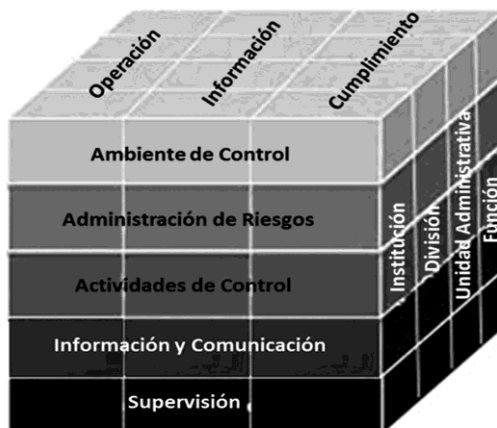 Operación
Información
Cumplimiento
Ambiente de Control
Administración de Riesgos
Actividades de Control
Información y Comunicación
Supervisión
Institución
División
Unidad Administrativa
Función